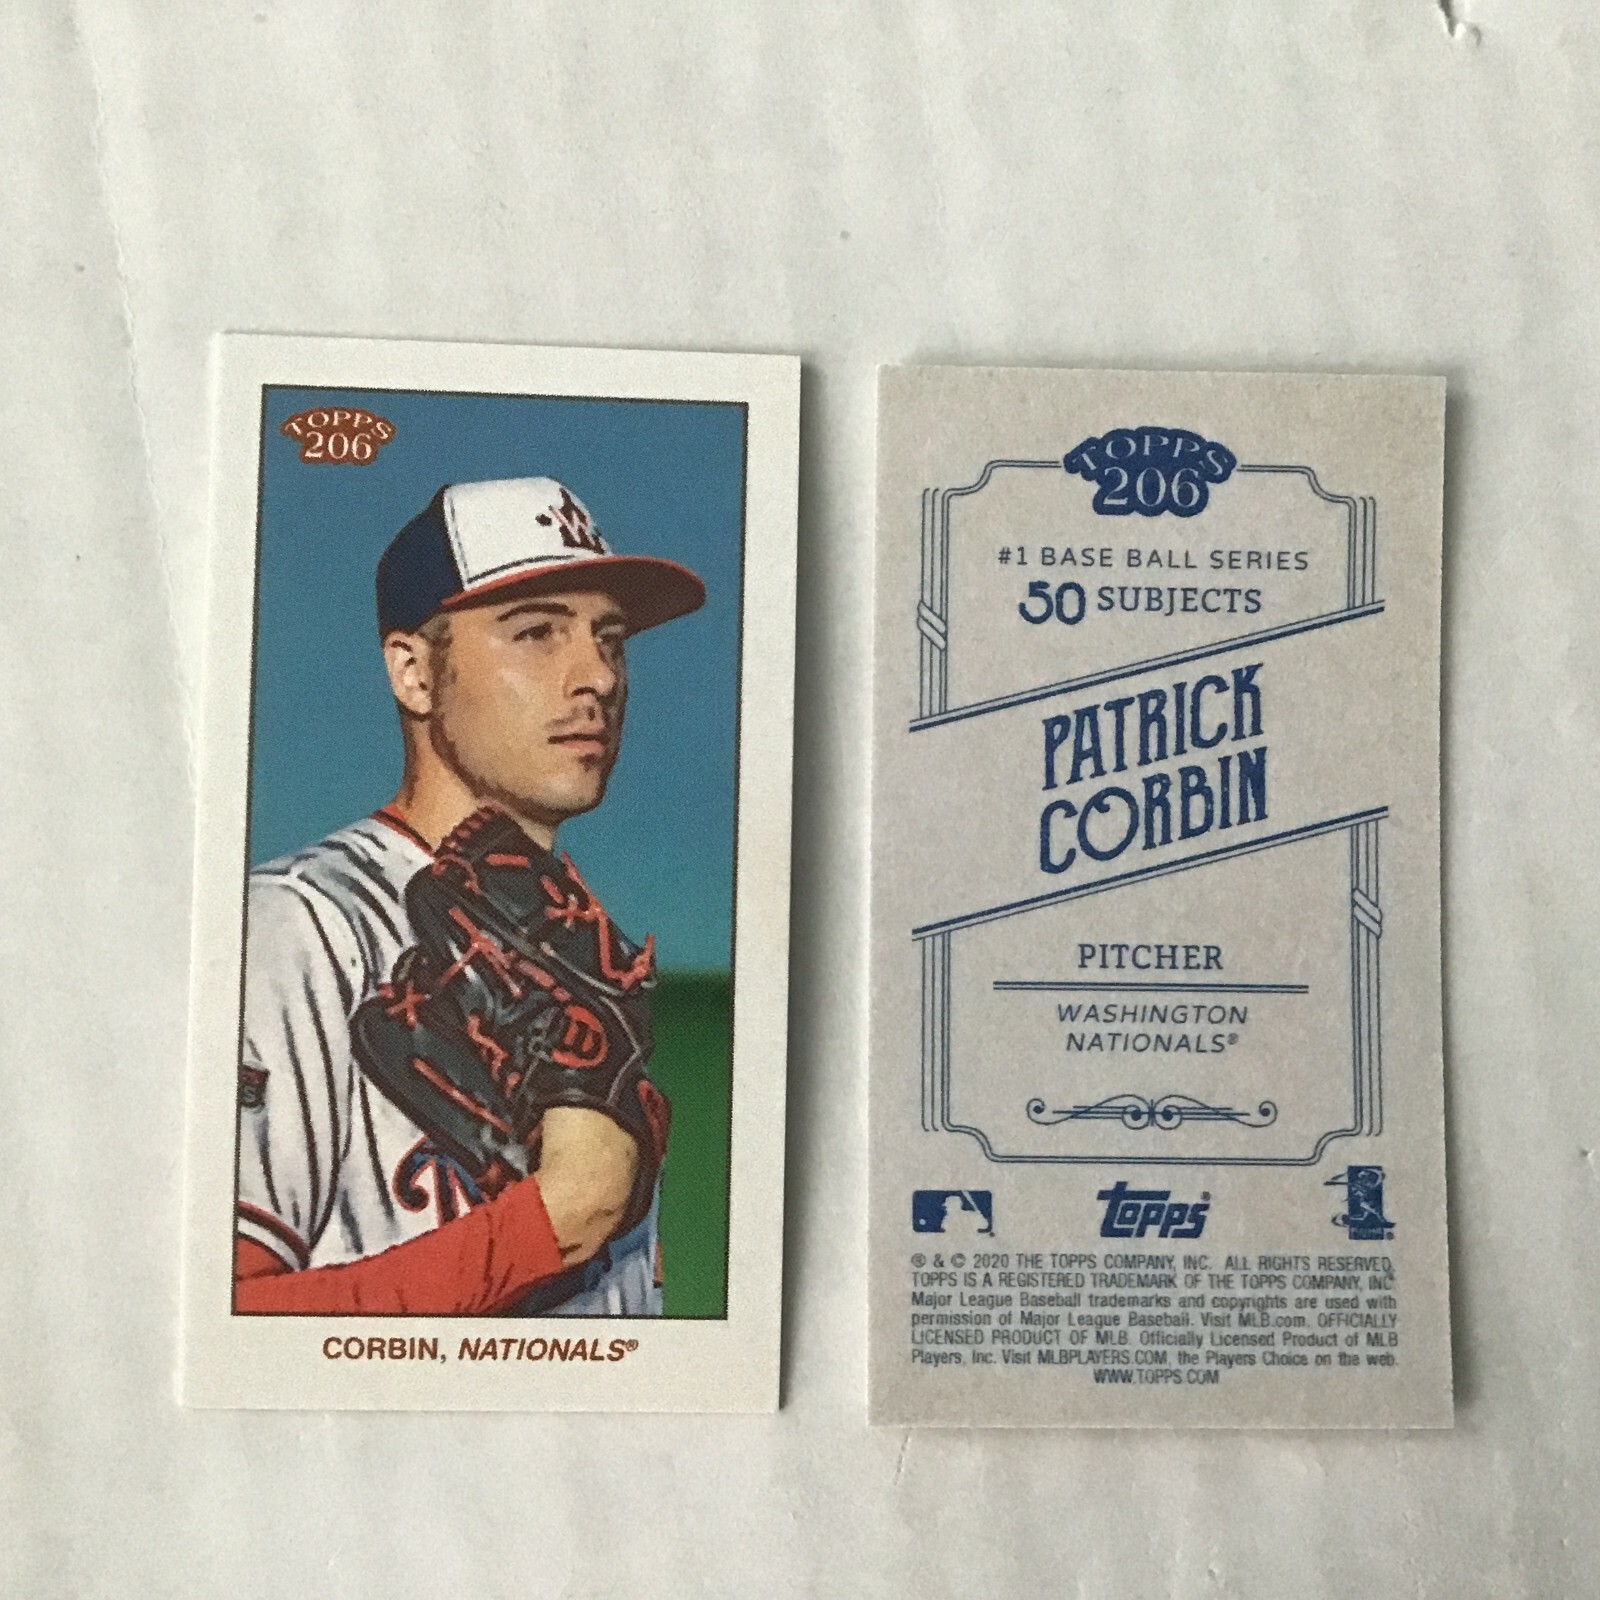 TOPPS
206
CORBIN, NATIONALS®
TOPPS
206
#1 BASE BALL SERIES
50 SUBJECTS
PATRICK
CORBIN
PITCHER
WASHINGTON
NATIONALS®
topps®
® & © 2020 THE TOPPS COMPANY, INC. ALL RIGHTS RESERVED.
TOPPS IS A REGISTERED TRADEMARK OF THE TOPPS COMPANY, INC.
Major League Baseball trademarks and copyrights are used with
permission of Major League Baseball. Visit MLB.com. OFFICIALLY
LICENSED PRODUCT OF MLB. Officially Licensed Product of MLB
Players, Inc. Visit MLBPLAYERS.COM, the Players Choice on the web.
WWW.TOPPS.COM